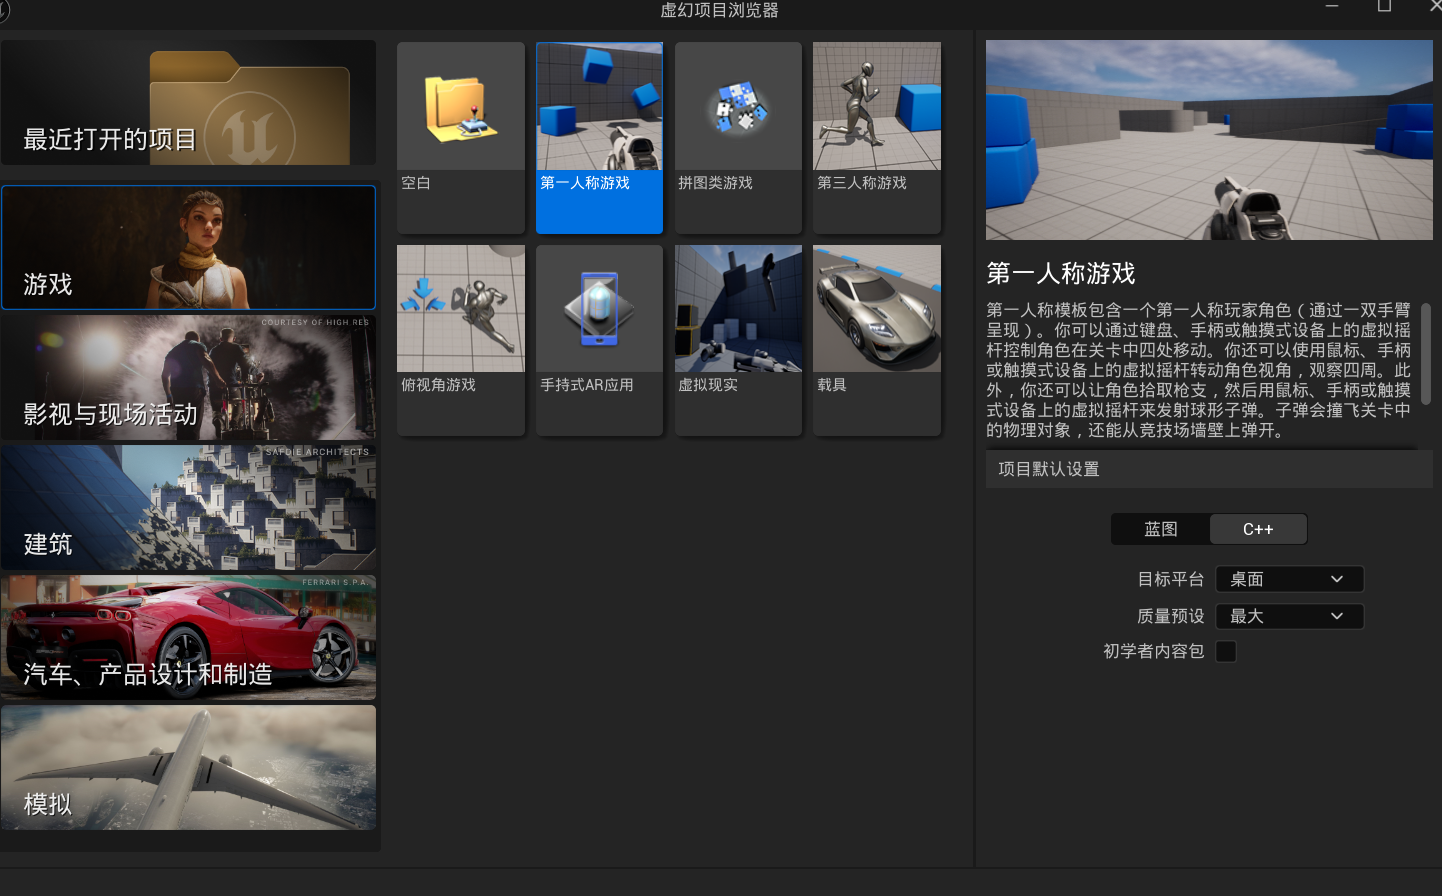 虚幻项目浏览器
最近打开的项目
游戏
COURTESY OF HIGH RES
影视与现场活动
SAFDIE ARCHITECTS
建筑
FERRARI S.P.A.
汽车、产品设计和制造
模拟
空白
第一人称游戏
拼图类游戏
第三人称游戏
俯视角游戏
手持式AR应用
虚拟现实
载具
第一人称游戏
第一人称模板包含一个第一人称玩家角色（通过一双手臂
呈现）。你可以通过键盘、手柄或触摸式设备上的虚拟摇
杆控制角色在关卡中四处移动。你还可以使用鼠标、手柄
或触摸式设备上的虚拟摇杆转动角色视角，观察四周。此
外，你还可以让角色拾取枪支，然后用鼠标、手柄或触摸
式设备上的虚拟摇杆来发射球形子弹。子弹会撞飞关卡中
的物理对象，还能从竞技场墙壁上弹开。
项目默认设置
蓝图
C++
目标平台
桌面
质量预设
最大
初学者内容包